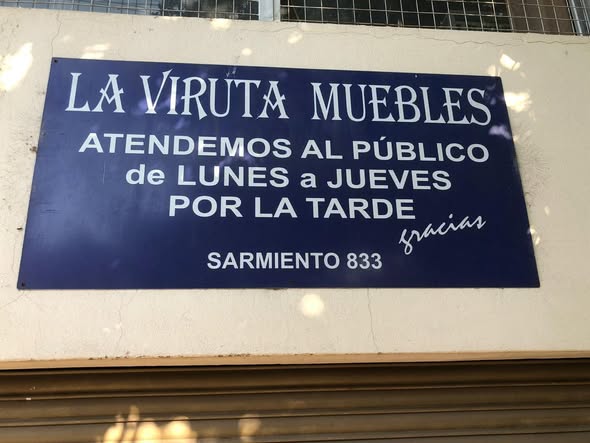 LA VIRUTA MUEBLES
ATENDEMOS AL PÚBLICO
de LUNES a JUEVES
POR LA TARDE
gracias
SARMIENTO 833